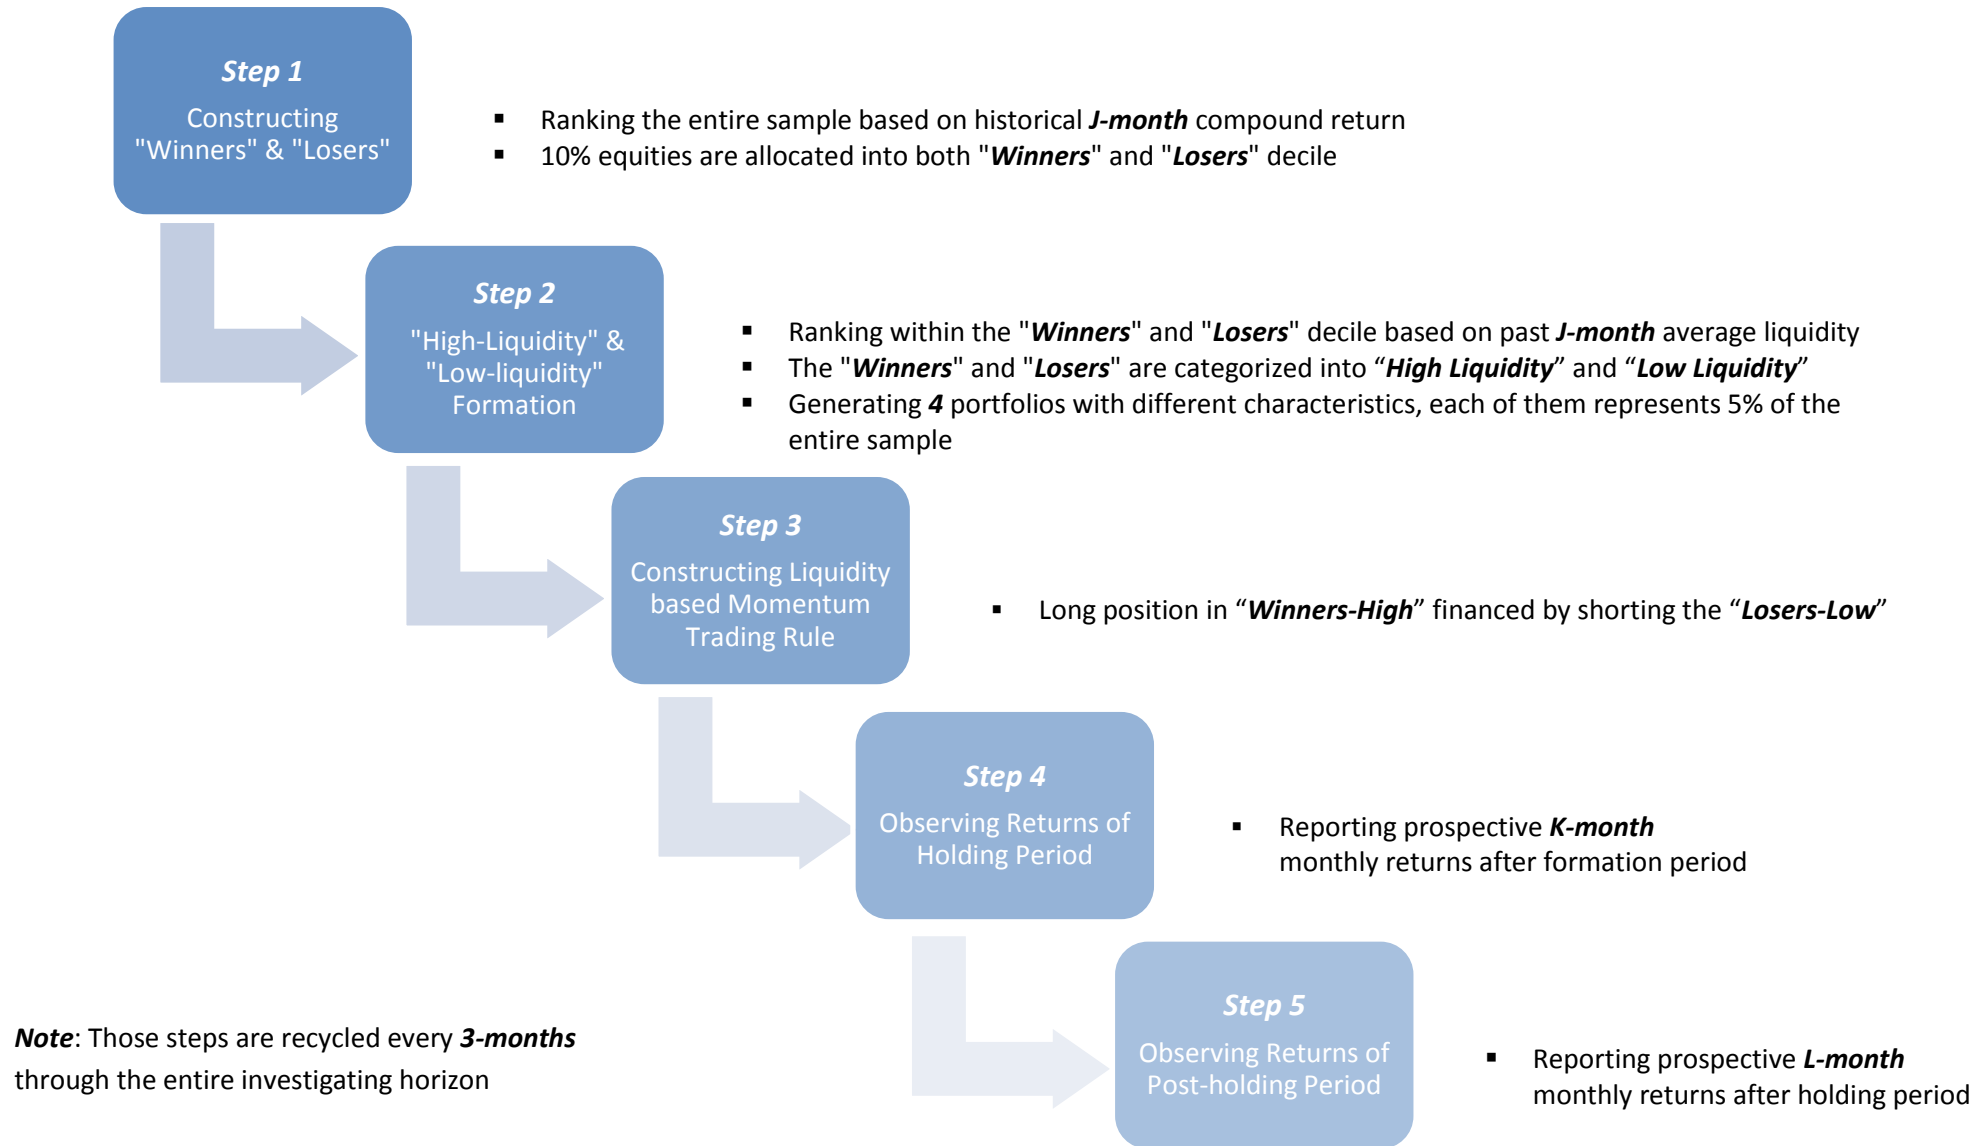 Step 1
Constructing
"Winners" & "Losers"
▪ Ranking the entire sample based on historical J-month compound return
▪ 10% equities are allocated into both "Winners" and "Losers" decile
Step 2
"High-Liquidity" &
"Low-liquidity"
Formation
▪ Ranking within the "Winners" and "Losers" decile based on past J-month average liquidity
▪ The "Winners" and "Losers" are categorized into “High Liquidity” and “Low Liquidity”
▪ Generating 4 portfolios with different characteristics, each of them represents 5% of the
entire sample
Step 3
Constructing Liquidity
based Momentum
Trading Rule
▪ Long position in “Winners-High” financed by shorting the “Losers-Low”
Step 4
Observing Returns of
Holding Period
▪ Reporting prospective K-month
monthly returns after formation period
Step 5
Observing Returns of
Post-holding Period
▪ Reporting prospective L-month
monthly returns after holding period
Note: Those steps are recycled every 3-months
through the entire investigating horizon